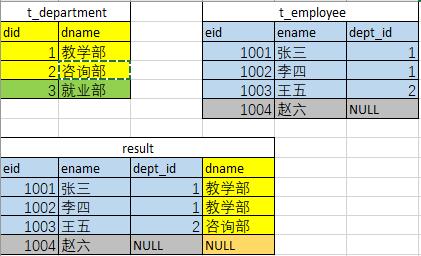 t_department
did dname
1 教学部
2 咨询部
3 就业部
t_employee
eid ename dept_id
1001 张三 1
1002 李四 1
1003 王五 2
1004 赵六 NULL
result
eid ename dept_id dname
1001 张三 1 教学部
1002 李四 1 教学部
1003 王五 2 咨询部
1004 赵六 NULL NULL